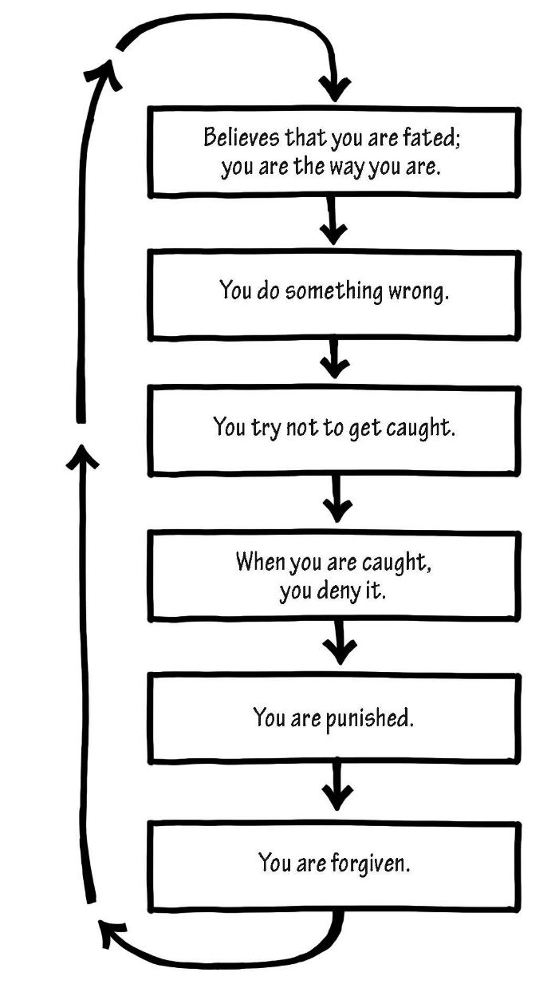 Believes that you are fated;
you are the way you are.
You do something wrong.
You try not to get caught.
When you are caught,
you deny it.
You are punished.
You are forgiven.